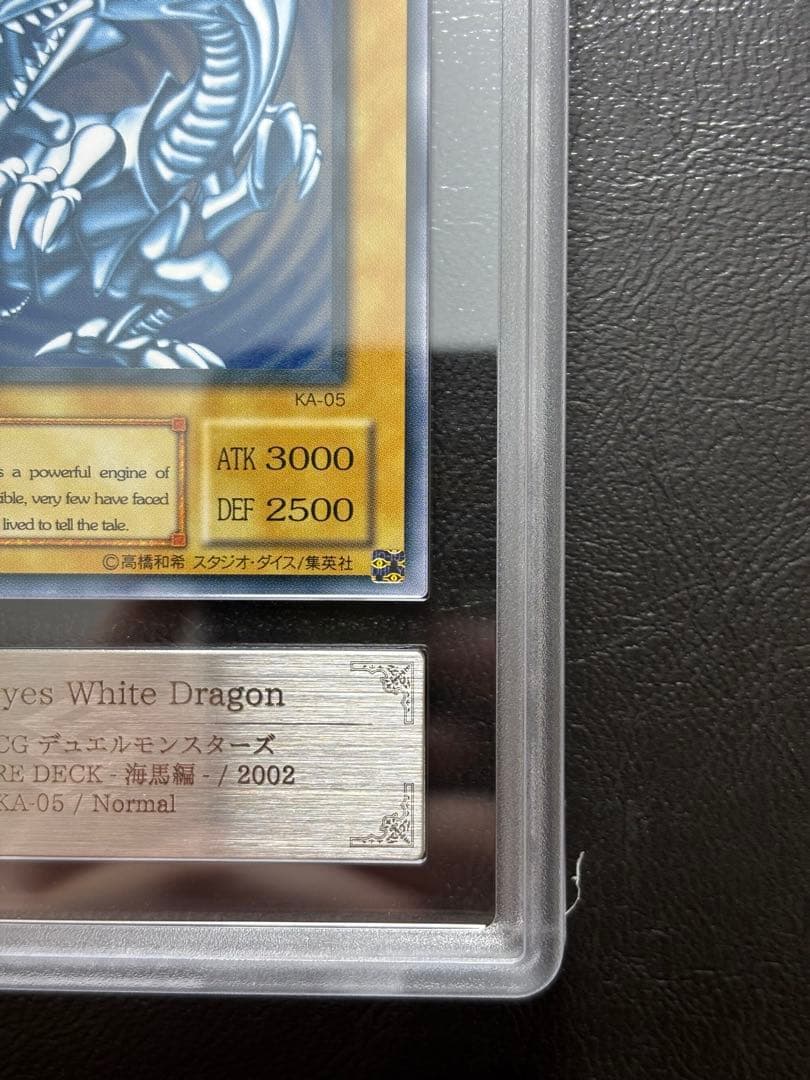 KA-05
ATK 3000
DEF 2500
s a powerful engine of
ible, very few have faced
lived to tell the tale.
©高橋和希 スタジオ・ダイス/集英社
yes White Dragon
CG デュエルモンスターズ
RE DECK - 海馬編 - / 2002
KA-05 / Normal